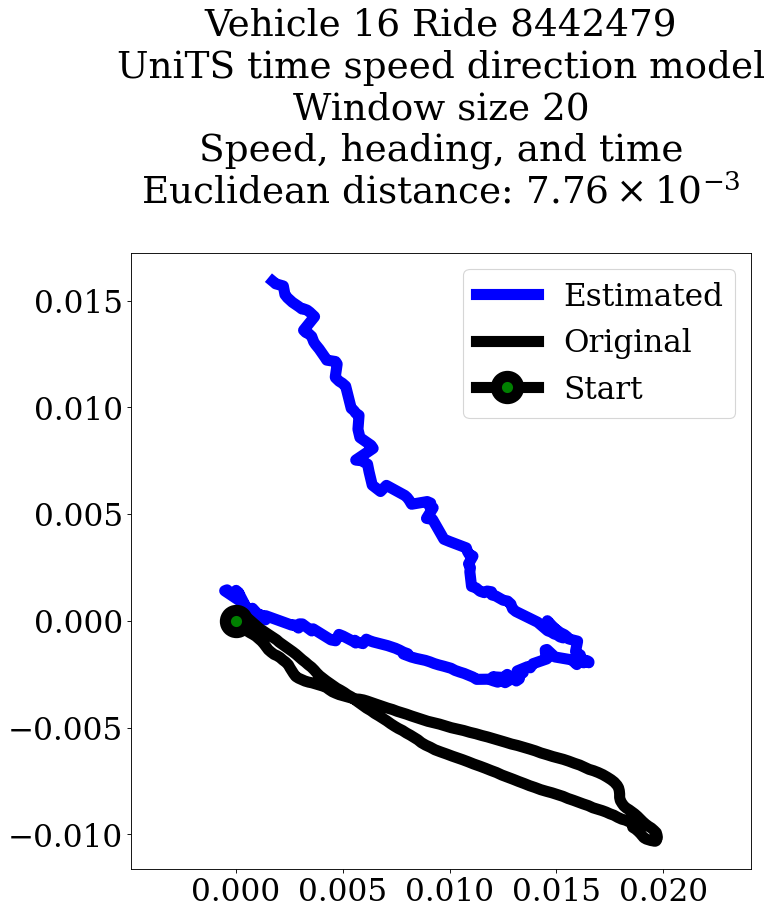 Vehicle 16 Ride 8442479
UniTS time speed direction model
Window size 20
Speed, heading, and time
Euclidean distance: 7.76 × 10⁻³
Estimated
Original
Start
0.015
0.010
0.005
0.000
−0.005
−0.010
0.000 0.005 0.010 0.015 0.020